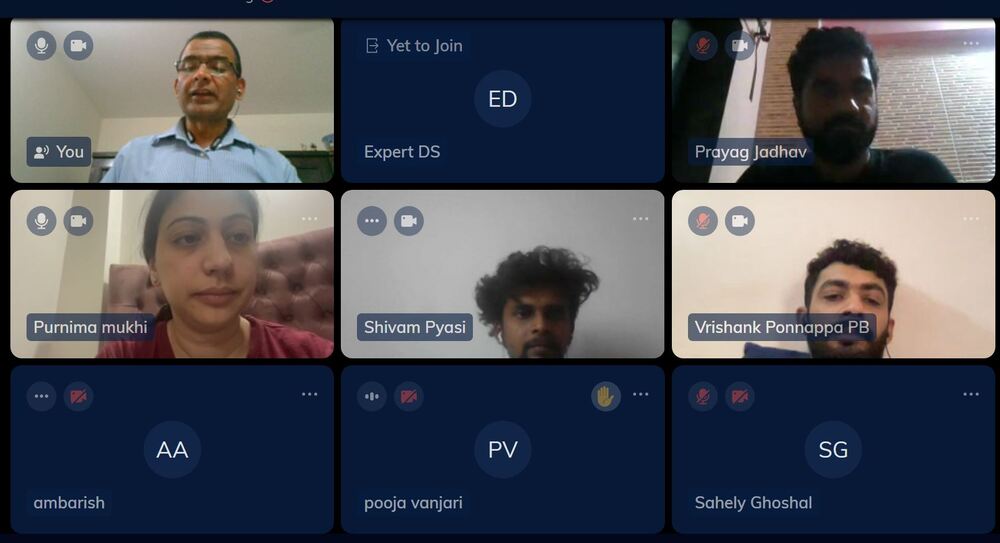 You
Yet to Join
ED
Expert DS
Prayag Jadhav
Purnima mukhi
Shivam Pyasi
Vrishank Ponnappa PB
AA
ambarish
PV
pooja vanjari
SG
Sahely Ghoshal